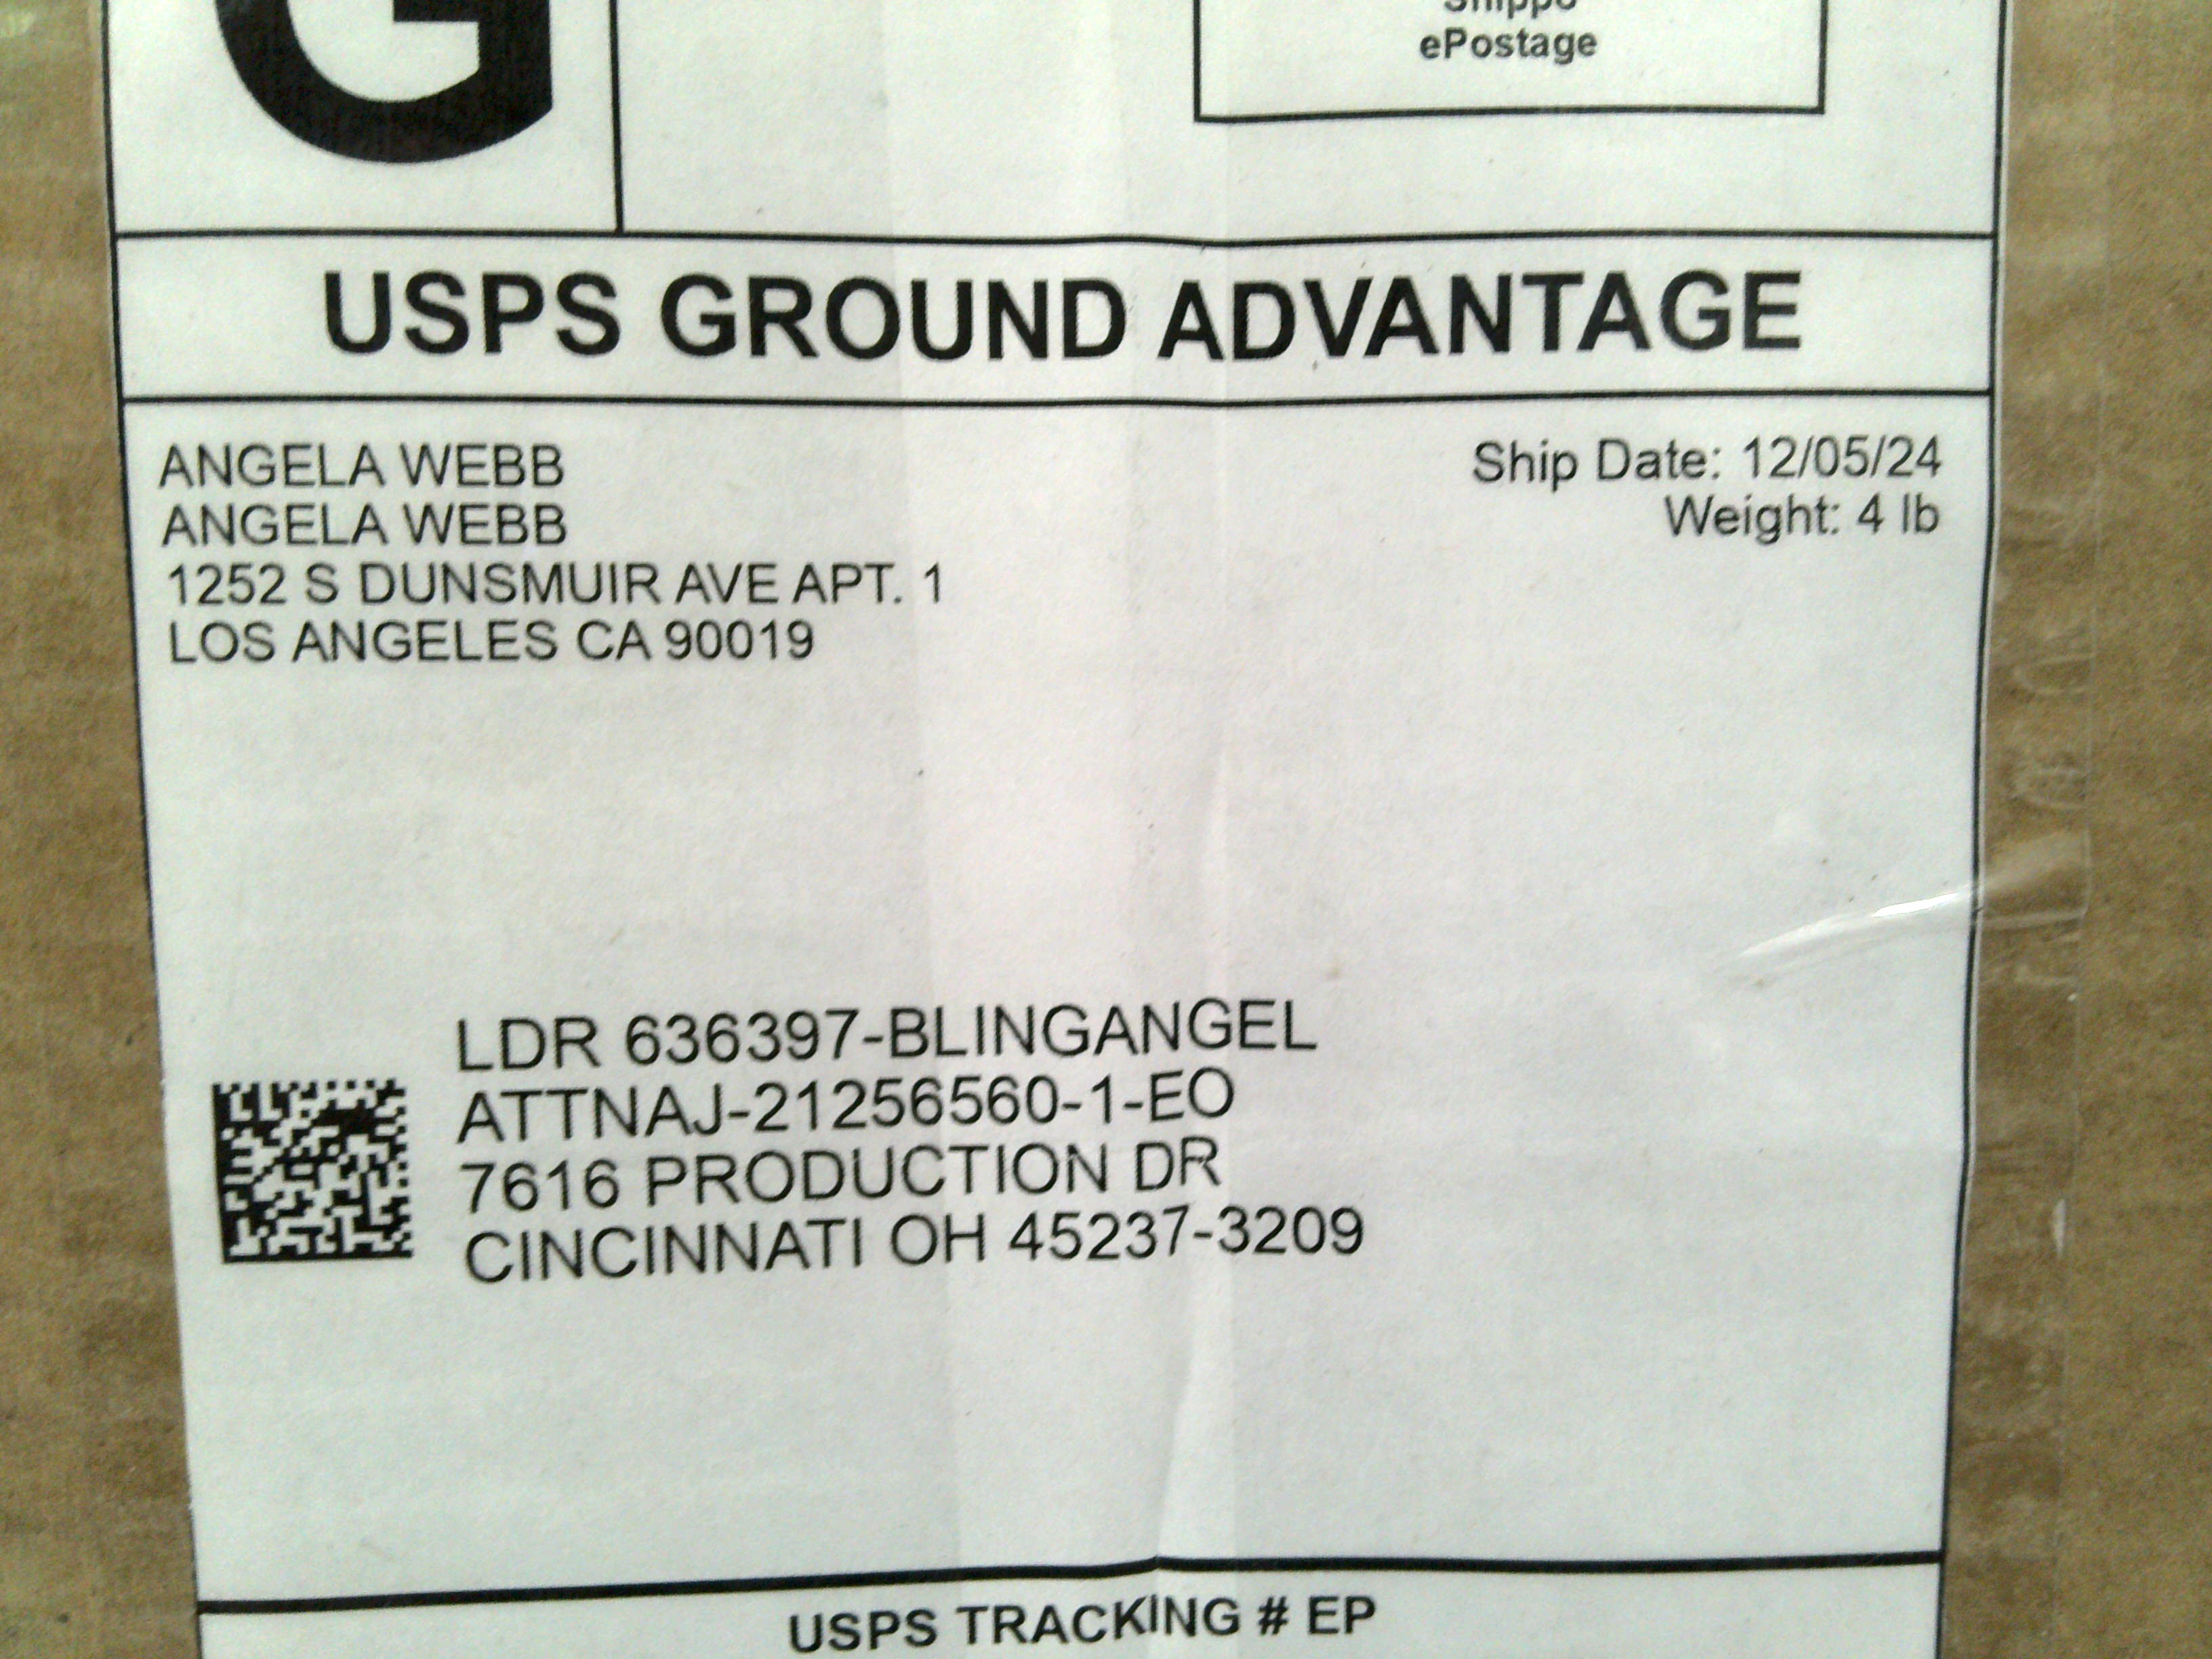 G
Shippo
ePostage
USPS GROUND ADVANTAGE
ANGELA WEBB
ANGELA WEBB
1252 S DUNSMUIR AVE APT. 1
LOS ANGELES CA 90019
Ship Date: 12/05/24
Weight: 4 lb
LDR 636397-BLINGANGEL
ATTNAJ-21256560-1-EO
7616 PRODUCTION DR
CINCINNATI OH 45237-3209
USPS TRACKING # EP